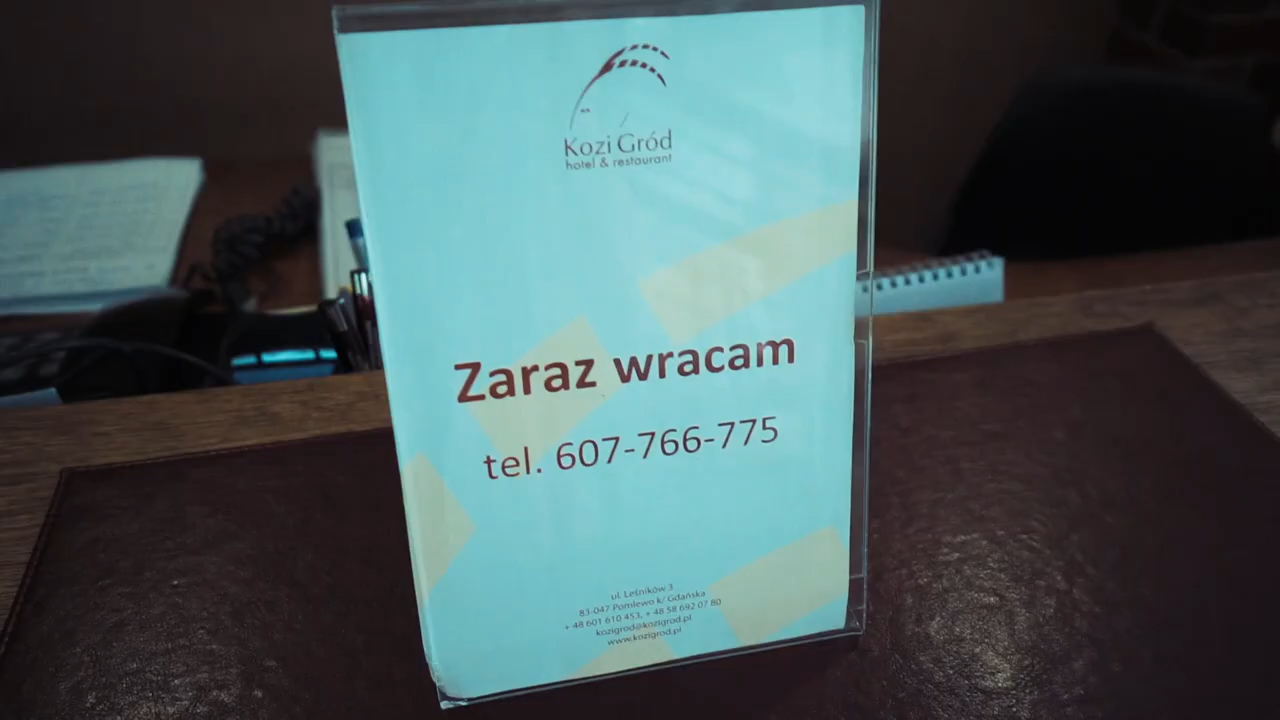 Kozi Gród
hotel & restaurant
Zaraz wracam
tel. 607-766-775
ul. Leśników 3
83-047 Pomlewo k/ Gdańska
+ 48 601 610 453, + 48 58 692 07 80
kozigrod@kozigrod.pl
www.kozigrod.pl